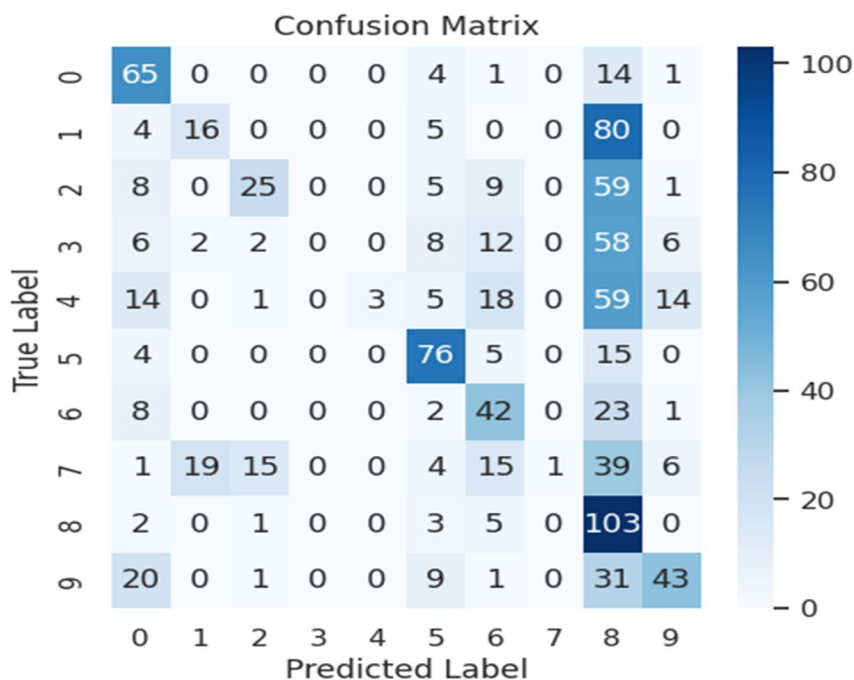 Confusion Matrix
True Label
0 65 0 0 0 0 4 1 0 14 1
1 4 16 0 0 0 5 0 0 80 0
2 8 0 25 0 0 5 9 0 59 1
3 6 2 2 0 0 8 12 0 58 6
4 14 0 1 0 3 5 18 0 59 14
5 4 0 0 0 0 76 5 0 15 0
6 8 0 0 0 0 2 42 0 23 1
7 1 19 15 0 0 4 15 1 39 6
8 2 0 1 0 0 3 5 0 103 0
9 20 0 1 0 0 9 1 0 31 43
0 1 2 3 4 5 6 7 8 9
Predicted Label
100
80
60
40
20
0